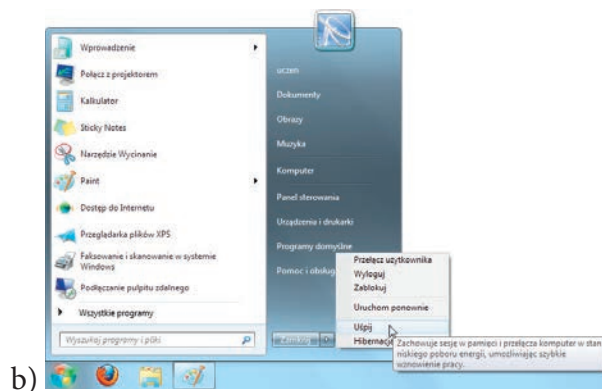 Wprowadzenie
Połącz z projektorem
Kalkulator
Sticky Notes
Narzędzie Wycinanie
Paint
Dostęp do Internetu
Przeglądarka plików XPS
Faksowanie i skanowanie w systemie
Windows
Podłączanie pulpitu zdalnego
Wszystkie programy
Wyszukaj programy i pliki
uczen
Dokumenty
Obrazy
Muzyka
Komputer
Panel sterowania
Urządzenia i drukarki
Programy domyślne
Pomoc i obsług
Zamknij
Przełącz użytkownika
Wyloguj
Zablokuj
Uruchom ponownie
Uśpij
Hibernacja
Zachowuje sesję w pamięci i przełącza komputer w stan
niskiego poboru energii, umożliwiając szybkie
wznowienie pracy.
b)